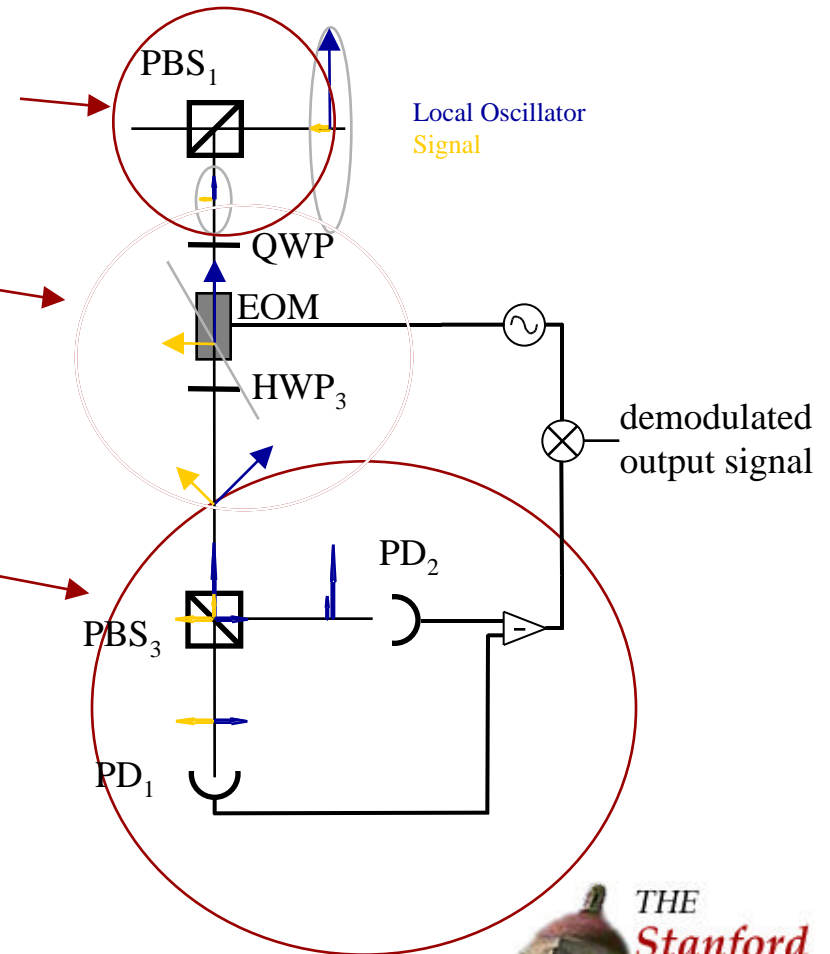 PBS₁
Local Oscillator
Signal
QWP
EOM
HWP₃
demodulated
output signal
PD₂
PBS₃
-
PD₁
THE
Stanford